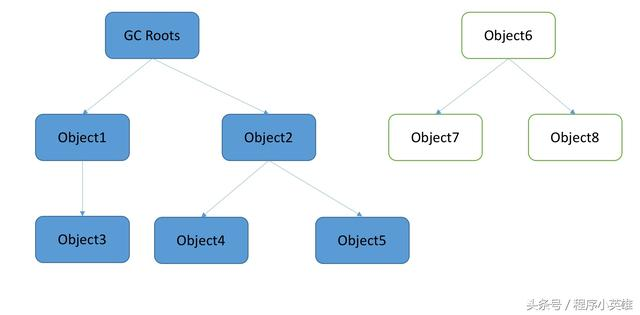 GC Roots
Object6
Object1
Object2
Object7
Object8
Object3
Object4
Object5
头条号 / 程序小英雄